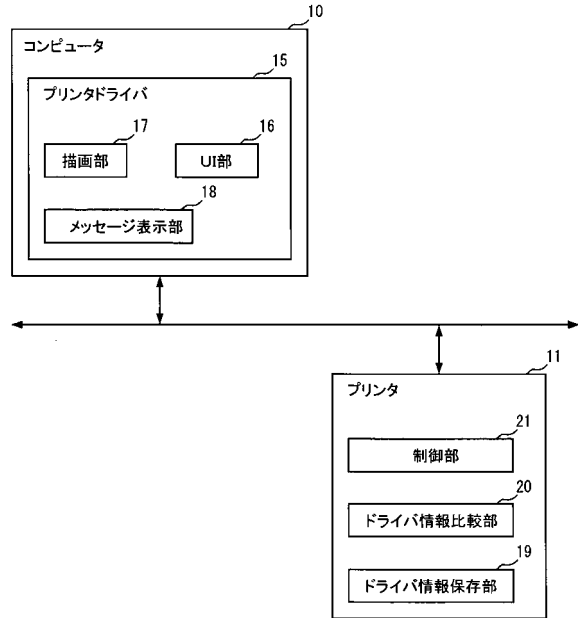 10
コンピュータ
15
プリンタドライバ
17
描画部
16
UI部
18
メッセージ表示部
11
プリンタ
21
制御部
20
ドライバ情報比較部
19
ドライバ情報保存部